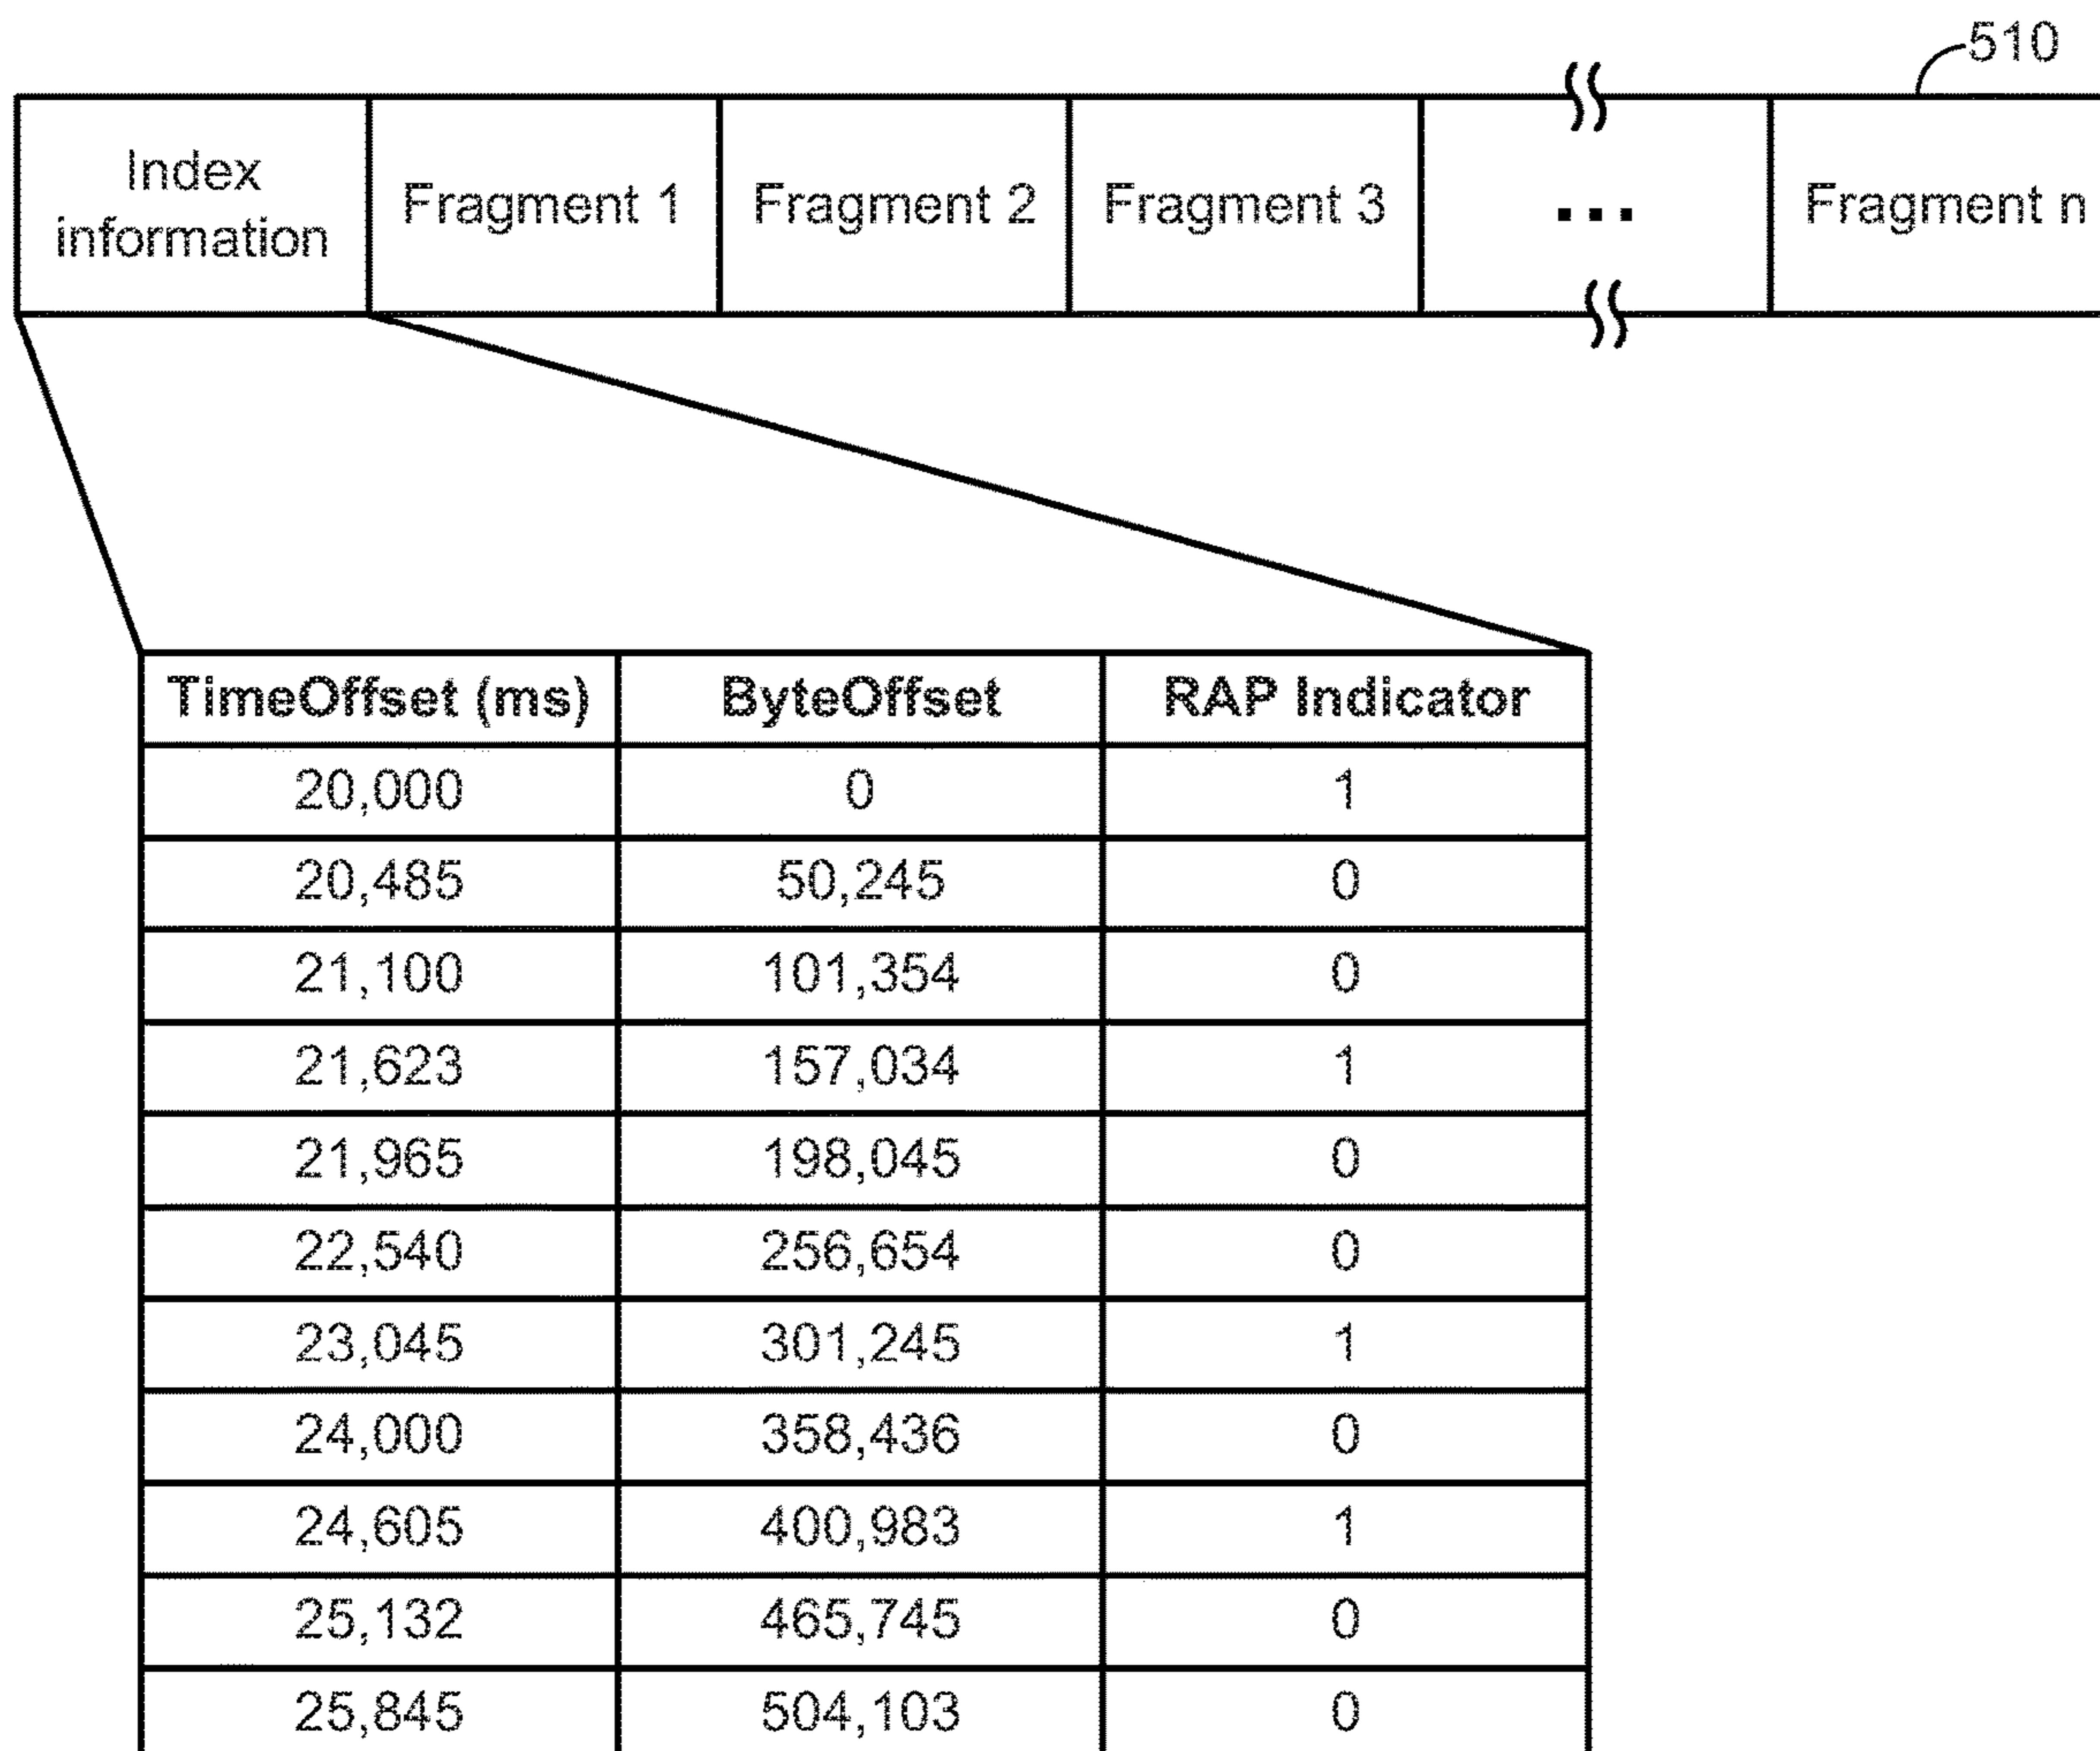 510
Index
information
Fragment 1
Fragment 2
Fragment 3
...
Fragment n
TimeOffset (ms) ByteOffset RAP Indicator
20,000 0 1
20,485 50,245 0
21,100 101,354 0
21,623 157,034 1
21,965 198,045 0
22,540 256,654 0
23,045 301,245 1
24,000 358,436 0
24,605 400,983 1
25,132 465,745 0
25,845 504,103 0